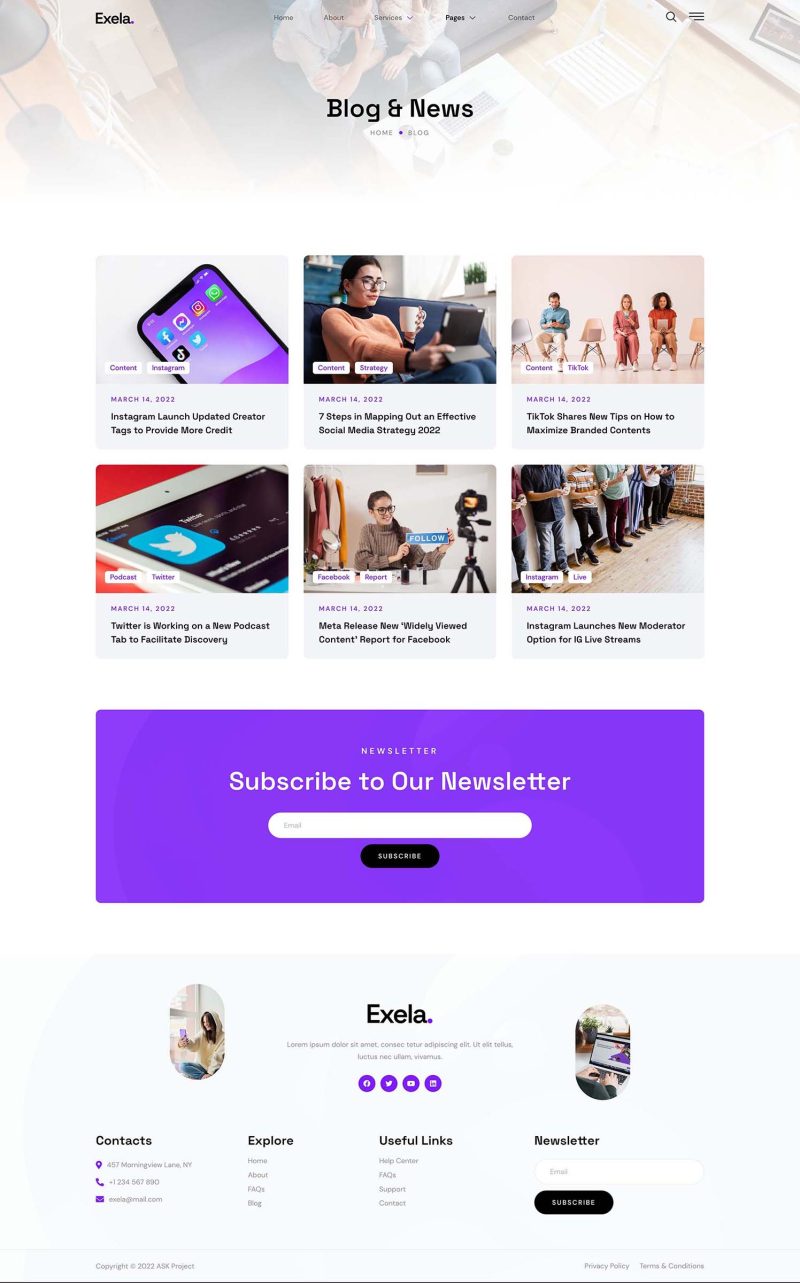 Exela.
Home About Services Pages Contact
Blog & News
HOME • BLOG
Content Instagram
MARCH 14, 2022
Instagram Launch Updated Creator
Tags to Provide More Credit
Content Strategy
MARCH 14, 2022
7 Steps in Mapping Out an Effective
Social Media Strategy 2022
Content TikTok
MARCH 14, 2022
TikTok Shares New Tips on How to
Maximize Branded Contents
Twitter
Podcast Twitter
MARCH 14, 2022
Twitter is Working on a New Podcast
Tab to Facilitate Discovery
FOLLOW
Facebook Report
MARCH 14, 2022
Meta Release New ‘Widely Viewed
Content’ Report for Facebook
Instagram Live
MARCH 14, 2022
Instagram Launches New Moderator
Option for IG Live Streams
NEWSLETTER
Subscribe to Our Newsletter
Email
SUBSCRIBE
Exela.
Lorem ipsum dolor sit amet, consec tetur adipiscing elit. Ut elit tellus,
luctus nec ullam, vivamus.
Contacts
457 Morningview Lane, NY
+1 234 567 890
exela@mail.com
Explore
Home
About
FAQs
Blog
Useful Links
Help Center
FAQs
Support
Contact
Newsletter
Email
SUBSCRIBE
Copyright © 2022 ASK Project
Privacy Policy Terms & Conditions